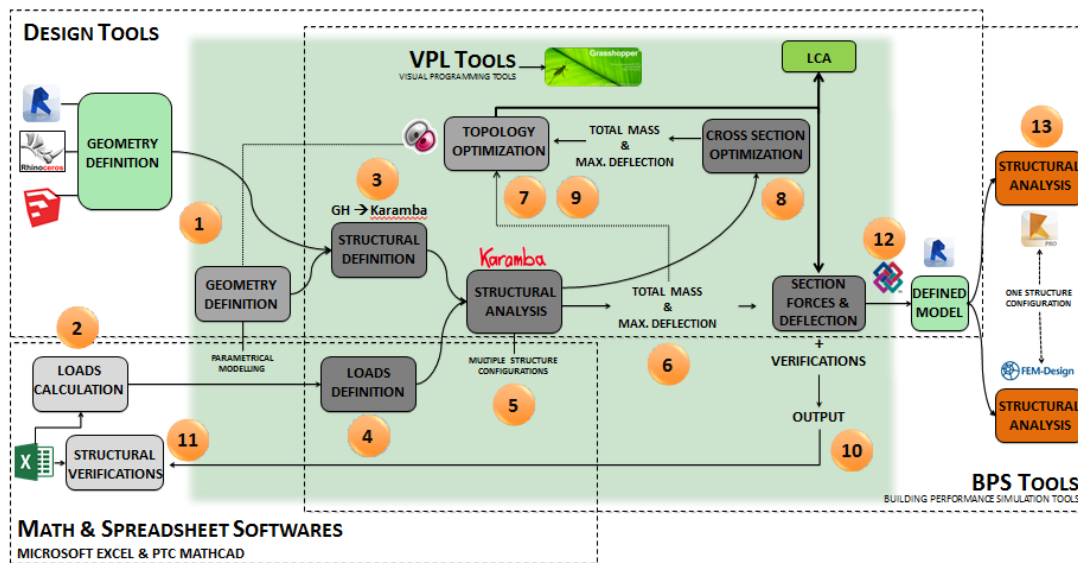 DESIGN TOOLS
VPL TOOLS
VISUAL PROGRAMMING TOOLS
Grasshopper
LCA
GEOMETRY
DEFINITION
Rhinoceros
1
3
GH → Karamba
STRUCTURAL
DEFINITION
TOPOLOGY
OPTIMIZATION
TOTAL MASS
&
MAX. DEFLECTION
CROSS SECTION
OPTIMIZATION
7
9
8
13
STRUCTURAL
ANALYSIS
PRO
ONE STRUCTURE
CONFIGURATION
FEM-Design
STRUCTURAL
ANALYSIS
12
DEFINED
MODEL
GEOMETRY
DEFINITION
PARAMETRICAL
MODELLING
Karamba
STRUCTURAL
ANALYSIS
MULTIPLE STRUCTURE
CONFIGURATIONS
5
TOTAL MASS
&
MAX. DEFLECTION
6
SECTION
FORCES &
DEFLECTION
+
VERIFICATIONS
OUTPUT
10
2
LOADS
CALCULATION
LOADS
DEFINITION
4
X
STRUCTURAL
VERIFICATIONS
11
BPS TOOLS
BUILDING PERFORMANCE SIMULATION TOOLS
MATH & SPREADSHEET SOFTWARES
MICROSOFT EXCEL & PTC MATHCAD